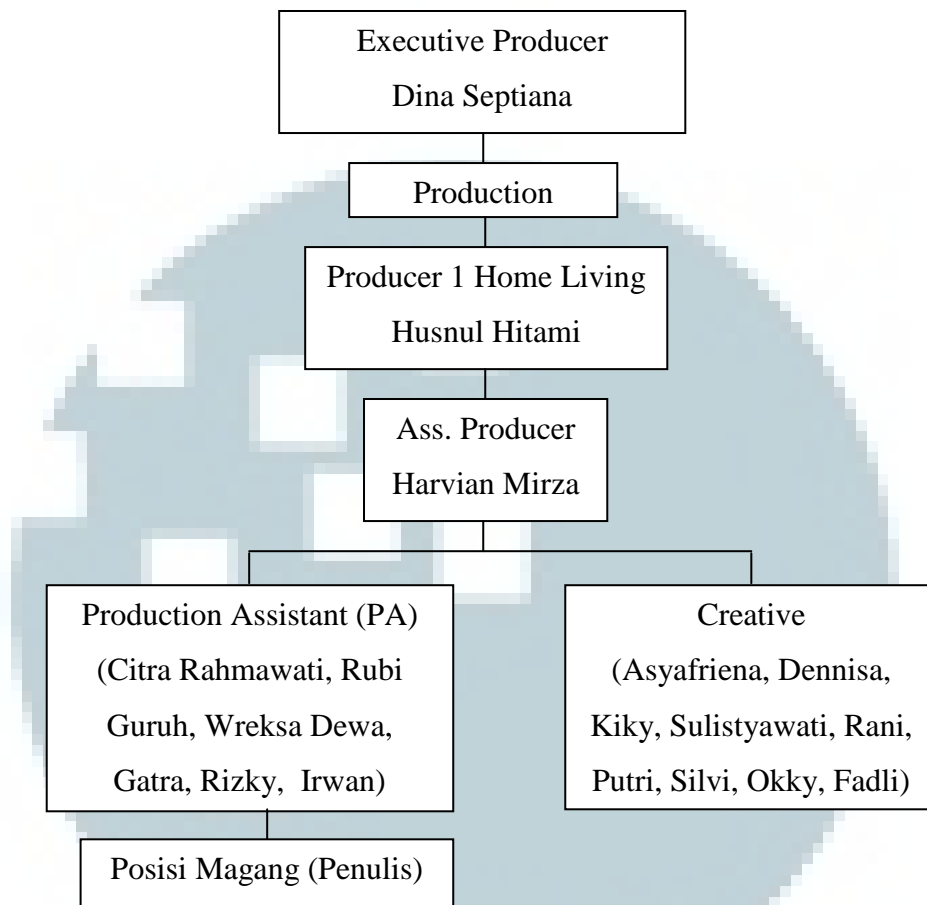 Executive Producer
Dina Septiana
Production
Producer 1 Home Living
Husnul Hitami
Ass. Producer
Harvian Mirza
Production Assistant (PA)
(Citra Rahmawati, Rubi
Guruh, Wreksa Dewa,
Gatra, Rizky, Irwan)
Creative
(Asyafriena, Dennisa,
Kiky, Sulistyawati, Rani,
Putri, Silvi, Okky, Fadli)
Posisi Magang (Penulis)